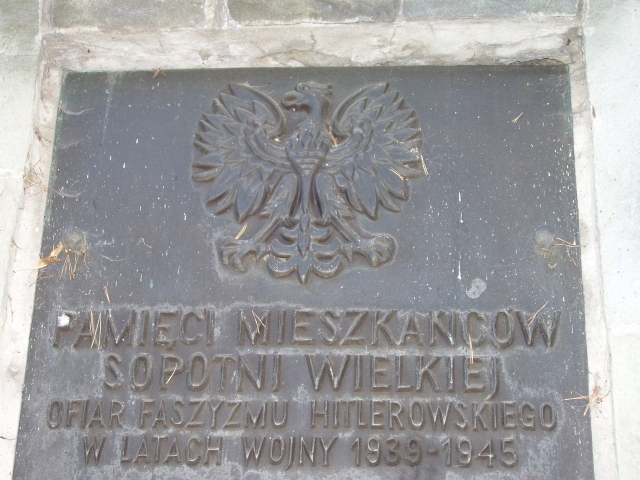 PAMIĘCI MIESZKAŃCÓW
SOPOTNI WIELKIEJ
OFIAR FASZYZMU HITLEROWSKIEGO
W LATACH WOJNY 1939-1945